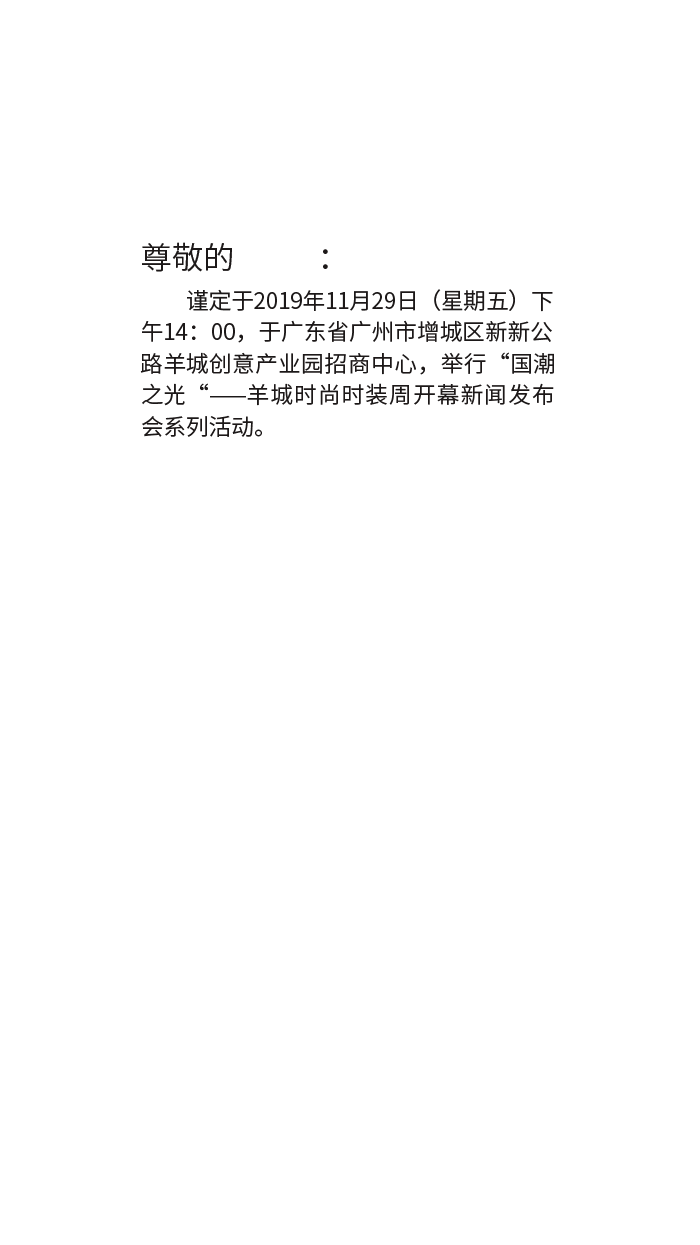 尊敬的　　　：
　　谨定于2019年11月29日（星期五）下
午14：00，于广东省广州市增城区新新公
路羊城创意产业园招商中心，举行“国潮
之光“——羊城时尚时装周开幕新闻发布
会系列活动。